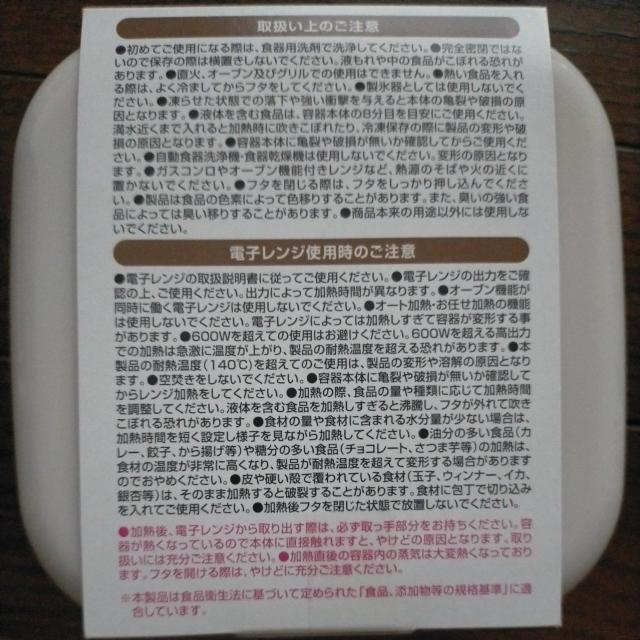 取扱い上のご注意
●初めてご使用になる際は、食器用洗剤で洗浄してください。●完全密閉ではな
いので保存の際は横置きしないでください。液もれや中の食品がこぼれる恐れが
あります。●直火、オーブン及びグリルでの使用はできません。●熱い食品を入れ
る際は、よく冷ましてからフタをしてください。●製氷器としては使用しないでくだ
さい。●凍らせた状態での落下や強い衝撃を与えると本体の亀裂や破損の原
因となります。●液体を含む食品は、容器本体の8分目を目安にご使用ください。
満水近くまで入れると加熱時に吹きこぼれたり、冷凍保存の際に製品の変形や破
損の原因となります。●容器本体に亀裂や破損が無いか確認してからご使用くだ
さい。●自動食器洗浄機・食器乾燥機は使用しないでください。変形の原因となり
ます。●ガスコンロやオーブン機能付きレンジなど、熱源のそばや火の近くに
置かないでください。●フタを閉じる際は、フタをしっかり押し込んでくださ
い。●製品は食品の色素によって色移りすることがあります。また、臭いの強い食
品によっては臭い移りすることがあります。●商品本来の用途以外には使用しな
いでください。
電子レンジ使用時のご注意
●電子レンジの取扱説明書に従ってご使用ください。●電子レンジの出力をご確
認の上、ご使用ください。出力によって加熱時間が異なります。●オーブン機能が
同時に働く電子レンジは使用しないでください。●オート加熱・お任せ加熱の機能
は使用しないでください。電子レンジによっては加熱しすぎて容器が変形する事
があります。●600Wを超えての使用はお避けください。600Wを超える高出力
での加熱は急激に温度が上がり、製品の耐熱温度を超える恐れがあります。●本
製品の耐熱温度(140℃)を超えてのご使用は、製品の変形や溶解の原因となり
ます。●空焚きをしないでください。●容器本体に亀裂や破損が無いか確認して
からレンジ加熱をしてください。●加熱の際、食品の量や種類に応じて加熱時間
を調整してください。液体を含む食品を加熱しすぎると沸騰し、フタが外れて吹き
こぼれる恐れがあります。●食材の量や食材に含まれる水分量が少ない場合は、
加熱時間を短く設定し様子を見ながら加熱してください。●油分の多い食品(カ
レー、餃子、から揚げ等)や糖分の多い食品(チョコレート、さつま芋等)の加熱は、
食材の温度が非常に高くなり、製品が耐熱温度を超えて変形する場合があります
のでおやめください。●皮や硬い殻で覆われている食材(玉子、ウィンナー、イカ、
銀杏等)は、そのまま加熱すると破裂することがあります。食材に包丁で切り込み
を入れてご使用ください。●加熱後フタを閉じた状態で放置しないでください。
●加熱後、電子レンジから取り出す際は、必ず取っ手部分をお持ちください。容
器が熱くなっているので本体に直接触れますと、やけどの原因となります。取り
扱いには充分ご注意ください。●加熱直後の容器内の蒸気は大変熱くなっており
ます。フタを開ける際は、やけどに充分ご注意ください。
※本製品は食品衛生法に基づいて定められた「食品、添加物等の規格基準」に適
合しています。